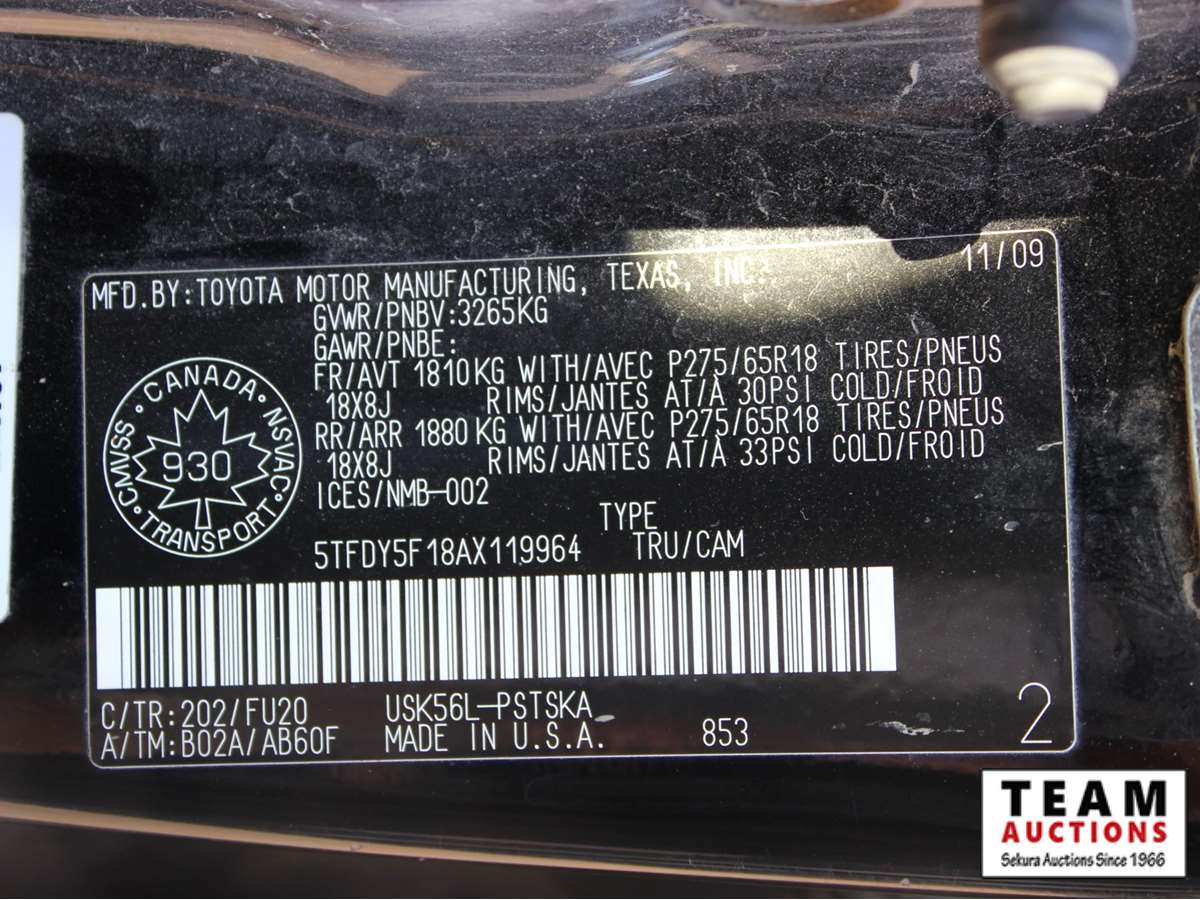 11/09
MFD.BY:TOYOTA MOTOR MANUFACTURING, TEXAS, INC.
GVWR/PNBV:3265KG
GAWR/PNBE:
FR/AVT 1810KG WITH/AVEC P275/65R18 TIRES/PNEUS
18X8J RIMS/JANTES AT/A 30PSI COLD/FROID
RR/ARR 1880 KG WITH/AVEC P275/65R18 TIRES/PNEUS
18X8J RIMS/JANTES AT/A 33PSI COLD/FROID
ICES/NMB-002
CMVSS · CANADA · NSVAC · TRANSPORT ·
930
TYPE
5TFDY5F18AX119964 TRU/CAM
C/TR:202/FU20 USK56L-PSTSKA
A/TM:B02A/AB60F MADE IN U.S.A. 853 2
TEAM
AUCTIONS
Sekura Auctions Since 1966